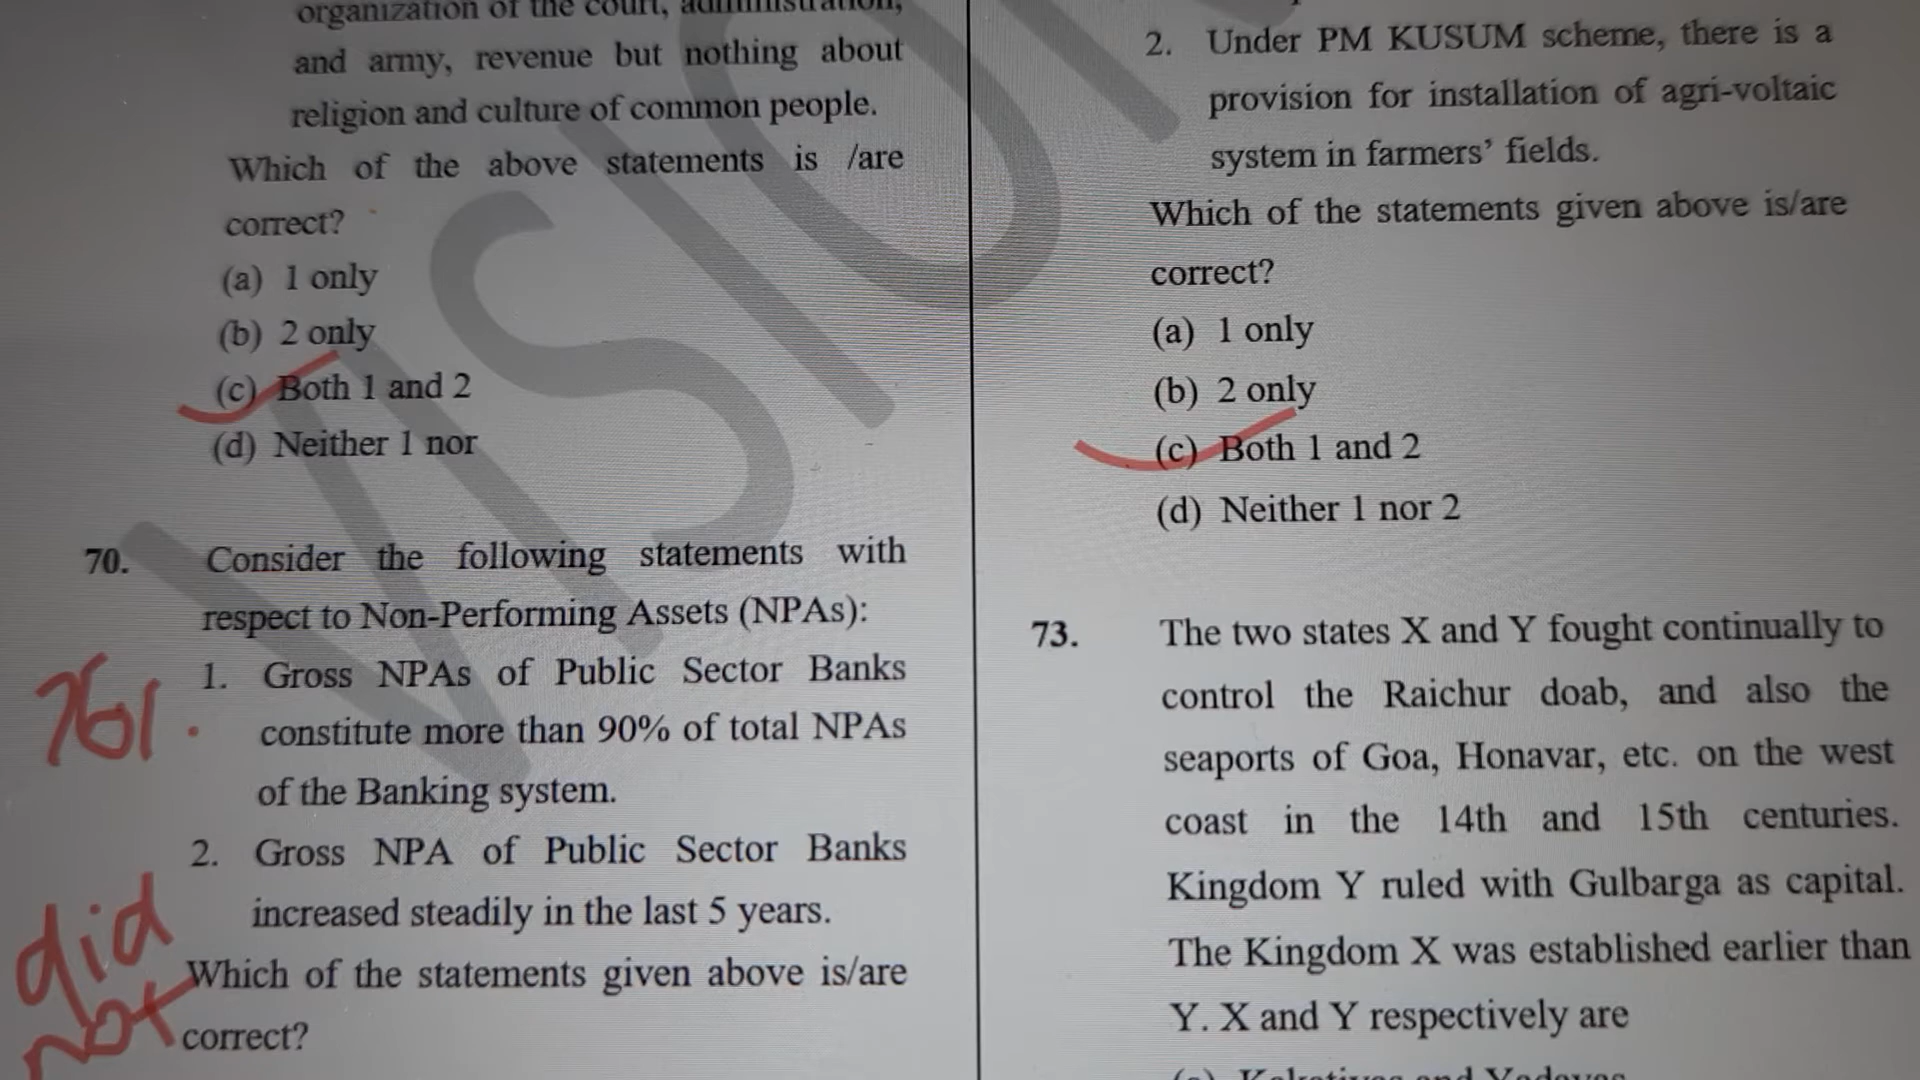 organization of the court, administration,
and army, revenue but nothing about
religion and culture of common people.
Which of the above statements is /are
correct?
(a) 1 only
(b) 2 only
(c) Both 1 and 2
(d) Neither 1 nor
70. Consider the following statements with
respect to Non-Performing Assets (NPAs):
1. Gross NPAs of Public Sector Banks
constitute more than 90% of total NPAs
of the Banking system.
2. Gross NPA of Public Sector Banks
increased steadily in the last 5 years.
Which of the statements given above is/are
correct?
did
not
2. Under PM KUSUM scheme, there is a
provision for installation of agri-voltaic
system in farmers’ fields.
Which of the statements given above is/are
correct?
(a) 1 only
(b) 2 only
(c) Both 1 and 2
(d) Neither 1 nor 2
73. The two states X and Y fought continually to
control the Raichur doab, and also the
seaports of Goa, Honavar, etc. on the west
coast in the 14th and 15th centuries.
Kingdom Y ruled with Gulbarga as capital.
The Kingdom X was established earlier than
Y. X and Y respectively are
and
VISION